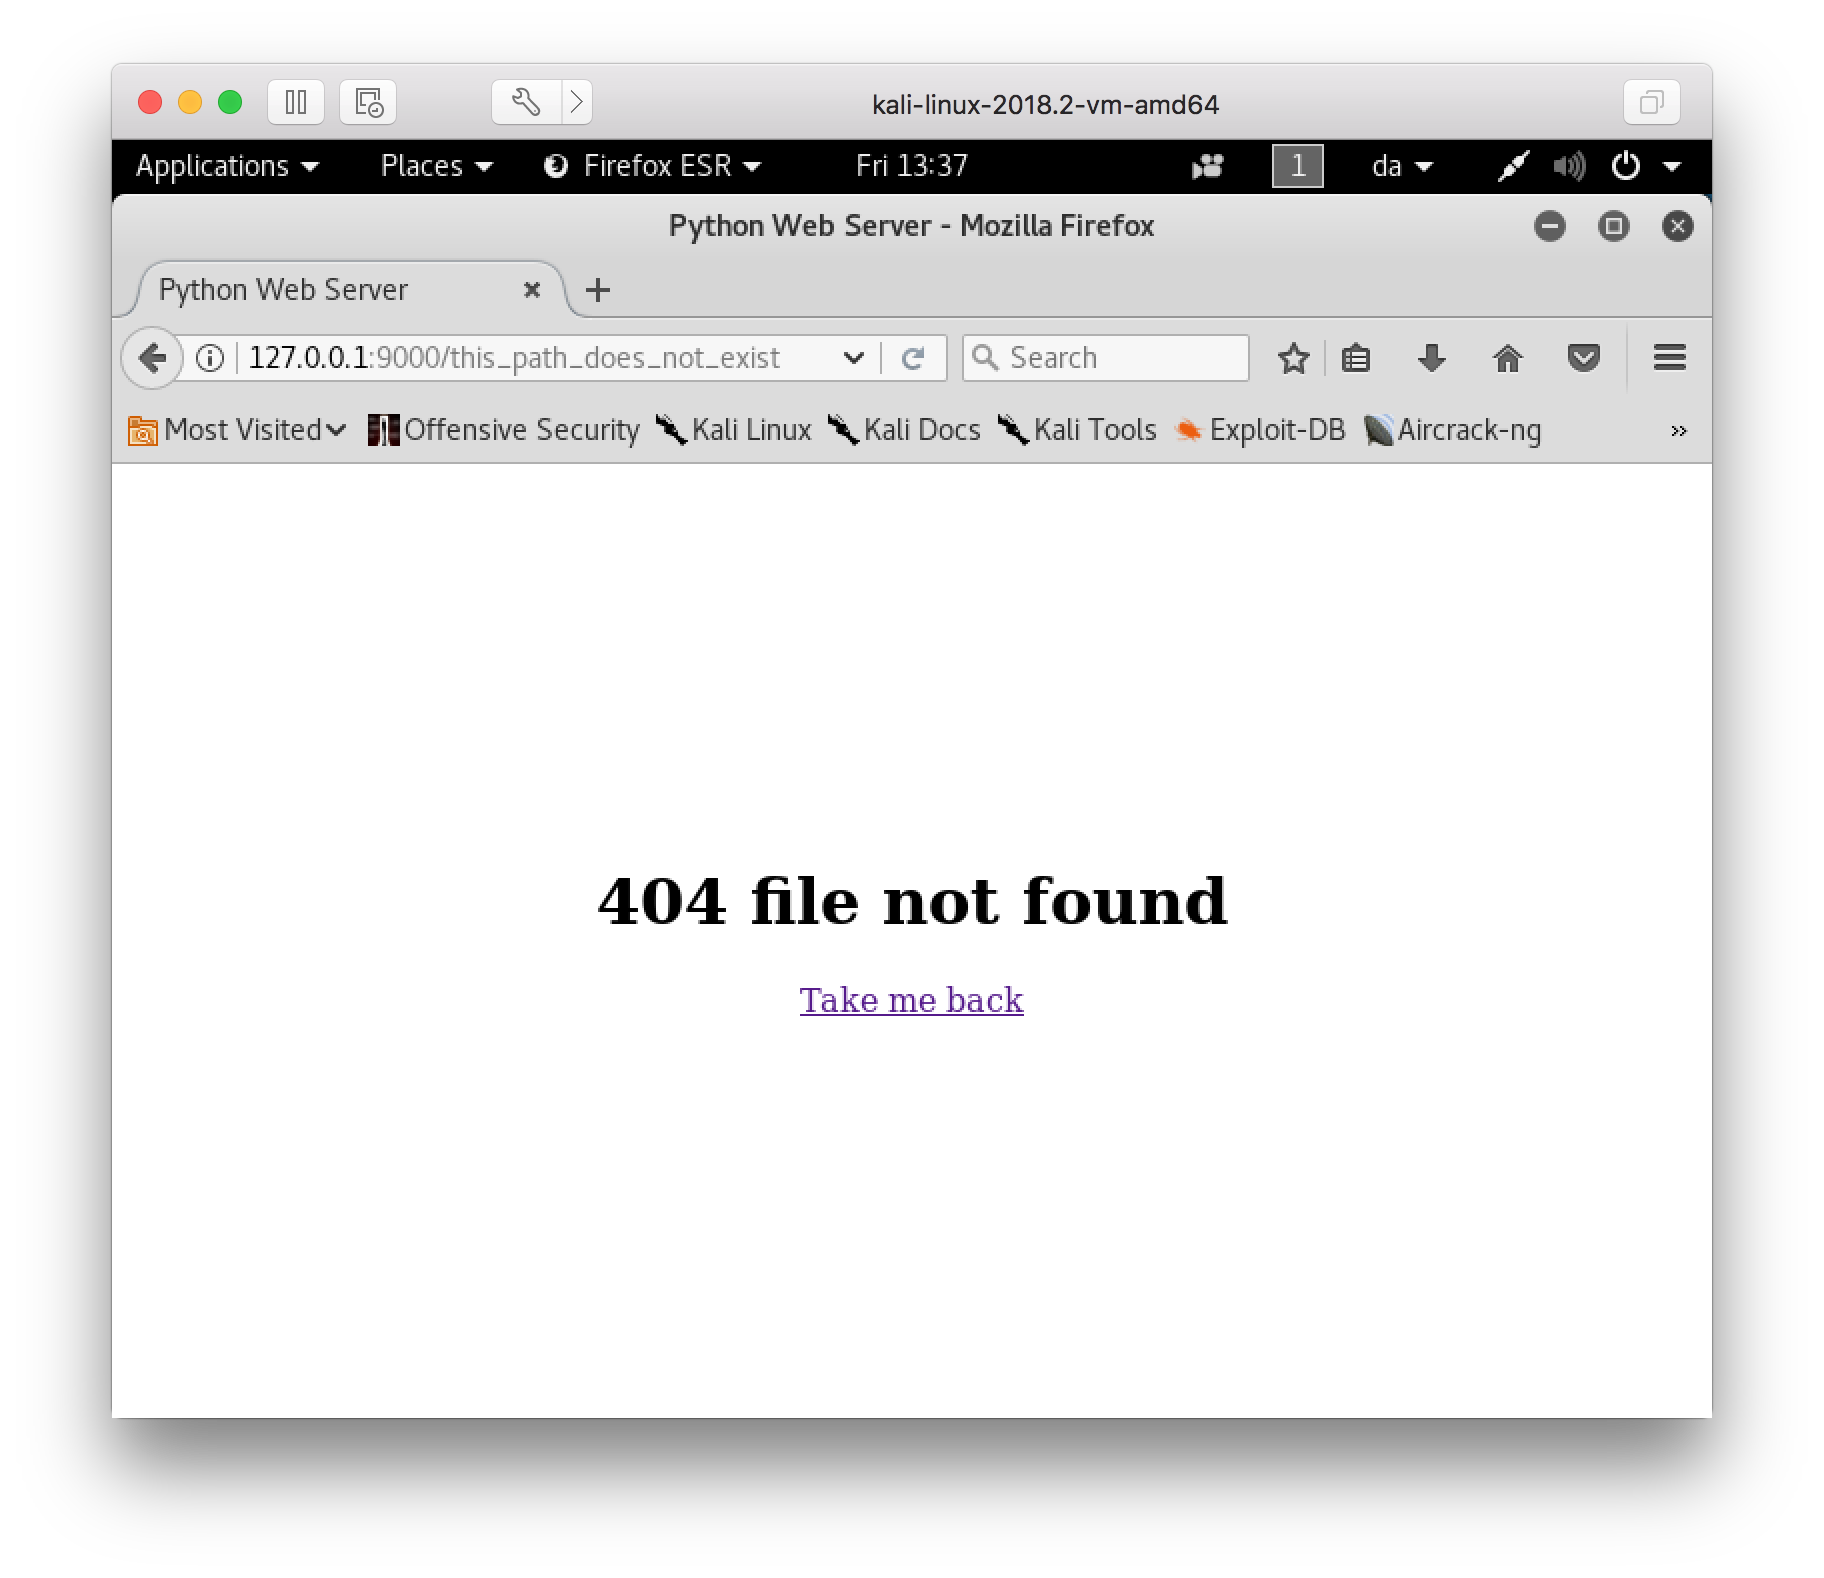 kali-linux-2018.2-vm-amd64
Applications Places Firefox ESR Fri 13:37 1 da
Python Web Server - Mozilla Firefox
Python Web Server
127.0.0.1:9000/this_path_does_not_exist Search
Most Visited Offensive Security Kali Linux Kali Docs Kali Tools Exploit-DB Aircrack-ng »
404 file not found
Take me back